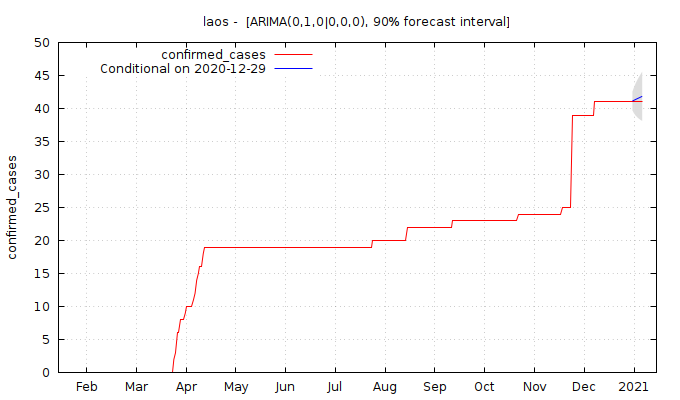 laos -  [ARIMA(0,1,0|0,0,0), 90% forecast interval]
confirmed_cases
Conditional on 2020-12-29
confirmed_cases
50
45
40
35
30
25
20
15
10
5
0
Feb Mar Apr May Jun Jul Aug Sep Oct Nov Dec 2021